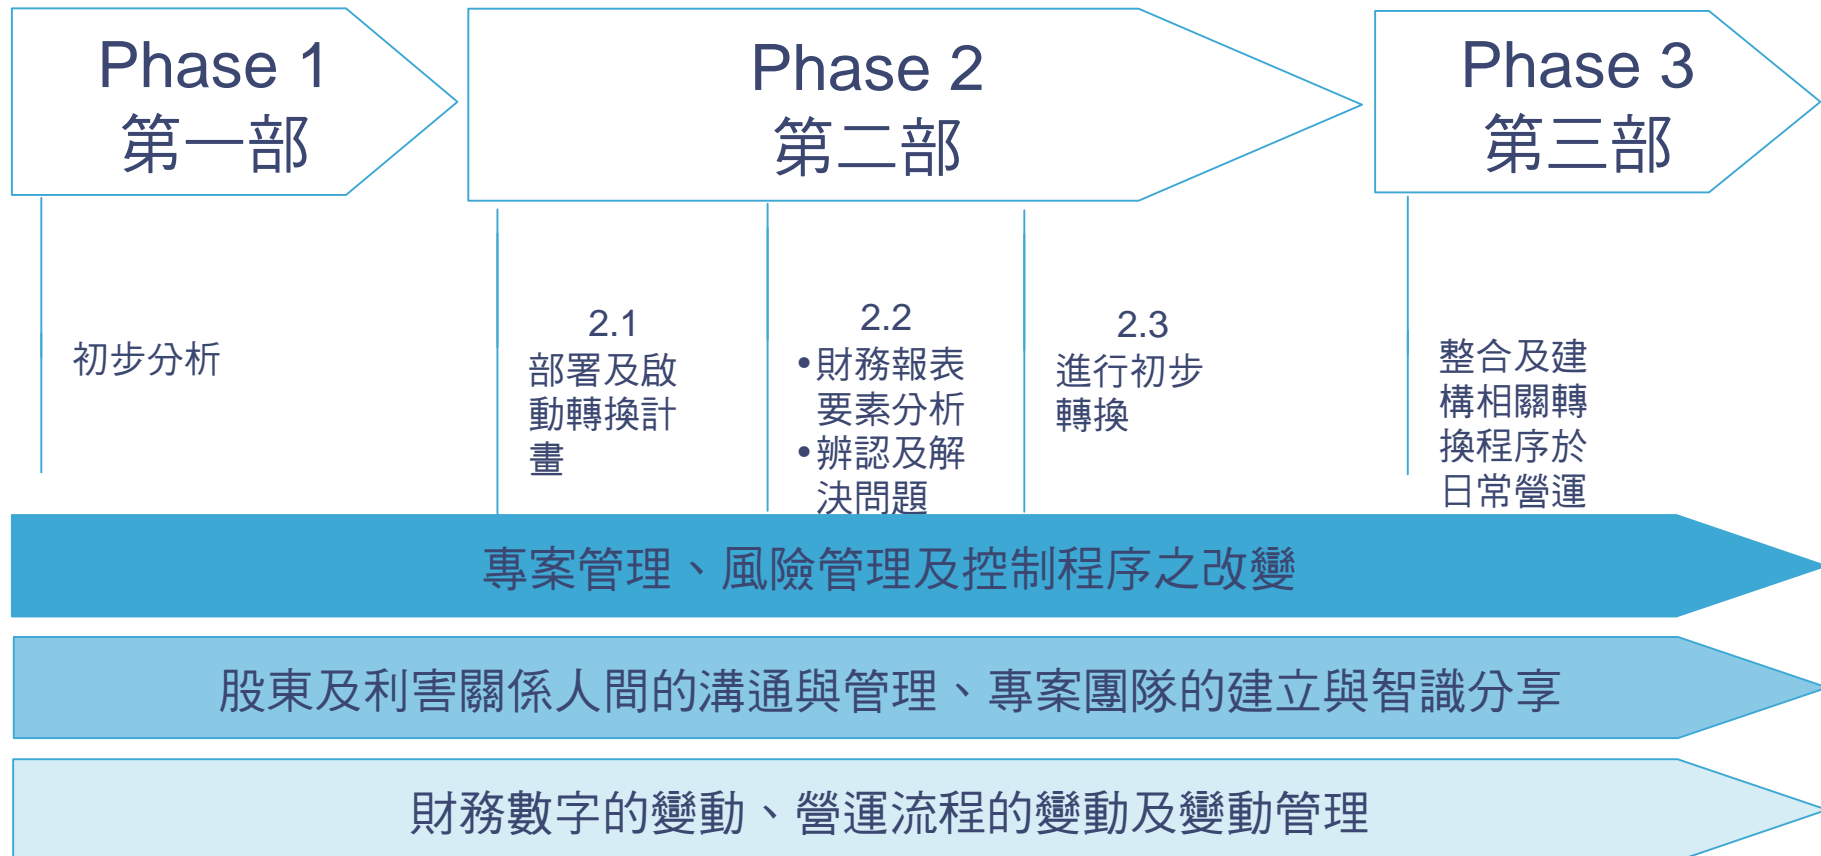 Phase 1
第一部
Phase 2
第二部
Phase 3
第三部
初步分析
2.1
部署及啟
動轉換計
畫
2.2
•財務報表
要素分析
•辨認及解
決問題
2.3
進行初步
轉換
整合及建
構相關轉
換程序於
日常營運
專案管理、風險管理及控制程序之改變
股東及利害關係人間的溝通與管理、專案團隊的建立與智識分享
財務數字的變動、營運流程的變動及變動管理